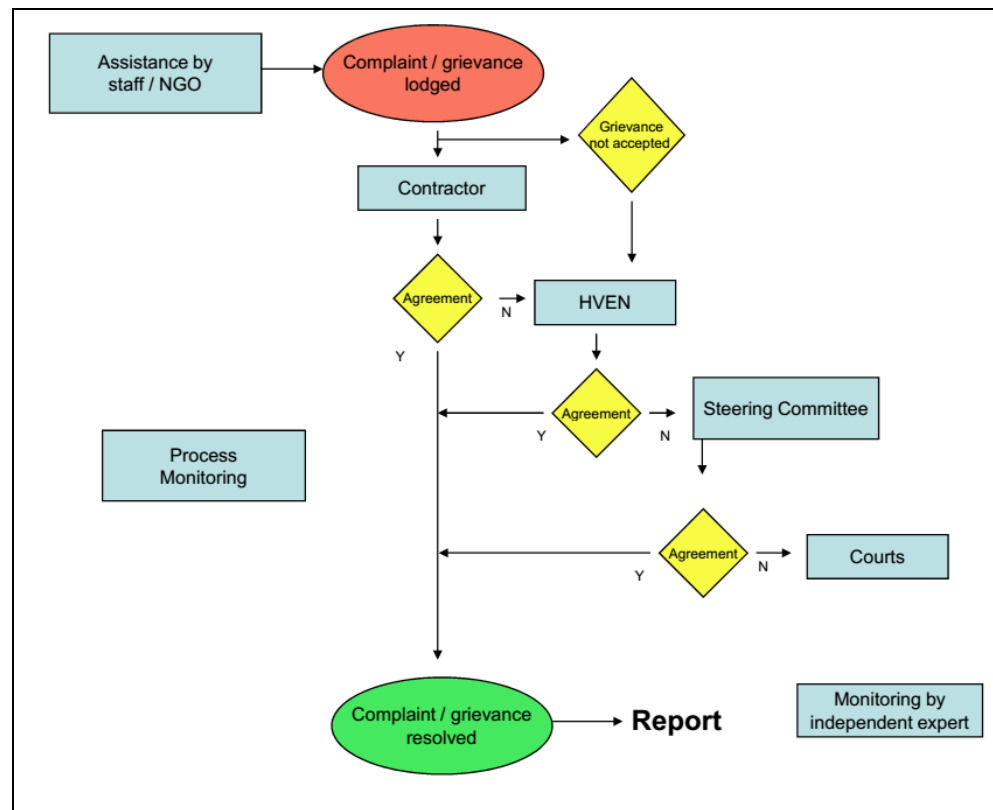 Assistance by
staff / NGO
Complaint / grievance
lodged
Grievance
not accepted
Contractor
Agreement
N
HVEN
Y
Agreement
Y
N
Steering Committee
Process
Monitoring
Agreement
Y
N
Courts
Complaint / grievance
resolved
Report
Monitoring by
independent expert